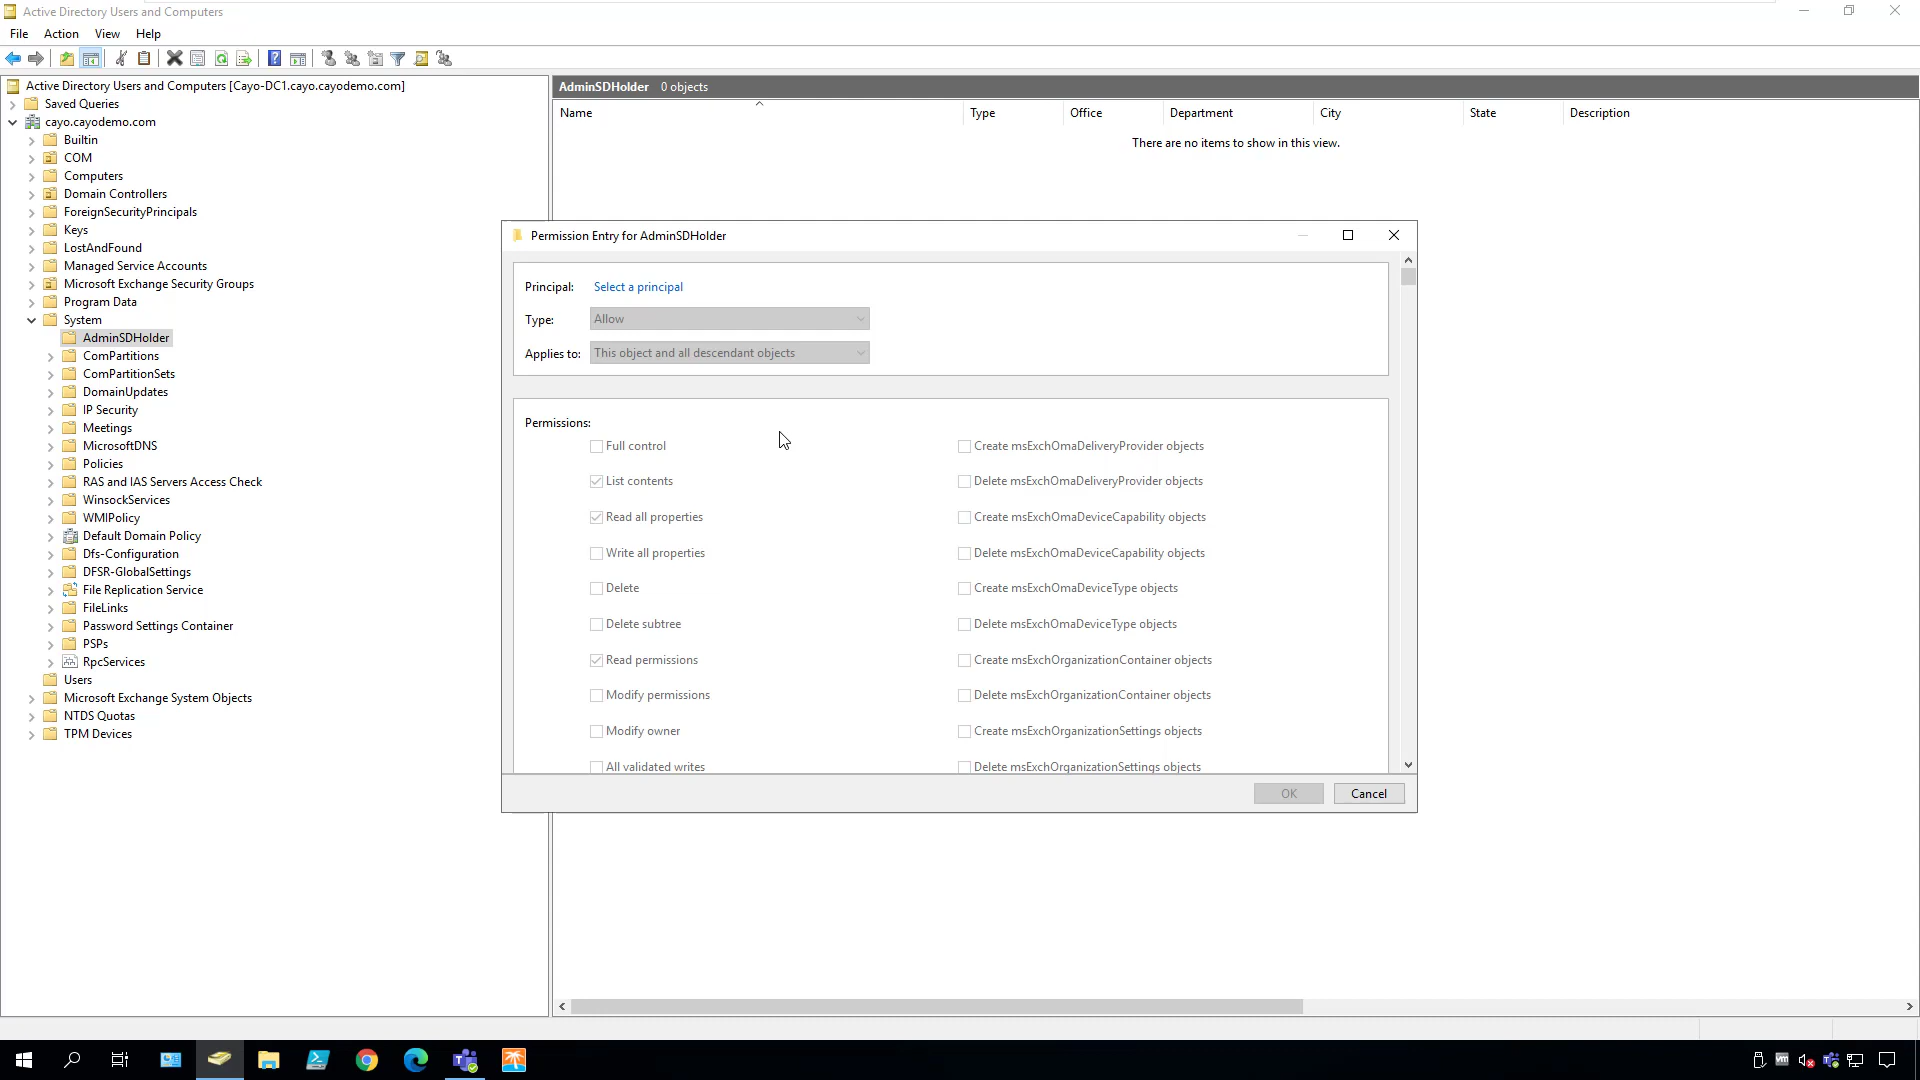 Active Directory Users and Computers
File Action View Help
Active Directory Users and Computers [Cayo-DC1.cayo.cayodemo.com]
Saved Queries
cayo.cayodemo.com
Builtin
COM
Computers
Domain Controllers
ForeignSecurityPrincipals
Keys
LostAndFound
Managed Service Accounts
Microsoft Exchange Security Groups
Program Data
System
AdminSDHolder
ComPartitions
ComPartitionSets
DomainUpdates
IP Security
Meetings
MicrosoftDNS
Policies
RAS and IAS Servers Access Check
WinsockServices
WMIPolicy
Default Domain Policy
Dfs-Configuration
DFSR-GlobalSettings
File Replication Service
FileLinks
Password Settings Container
PSPs
RpcServices
Users
Microsoft Exchange System Objects
NTDS Quotas
TPM Devices
AdminSDHolder 0 objects
Name Type Office Department City State Description
There are no items to show in this view.
Permission Entry for AdminSDHolder
Principal: Select a principal
Type: Allow
Applies to: This object and all descendant objects
Permissions:
Full control
List contents
Read all properties
Write all properties
Delete
Delete subtree
Read permissions
Modify permissions
Modify owner
All validated writes
Create msExchOmaDeliveryProvider objects
Delete msExchOmaDeliveryProvider objects
Create msExchOmaDeviceCapability objects
Delete msExchOmaDeviceCapability objects
Create msExchOmaDeviceType objects
Delete msExchOmaDeviceType objects
Create msExchOrganizationContainer objects
Delete msExchOrganizationContainer objects
Create msExchOrganizationSettings objects
Delete msExchOrganizationSettings objects
OK Cancel